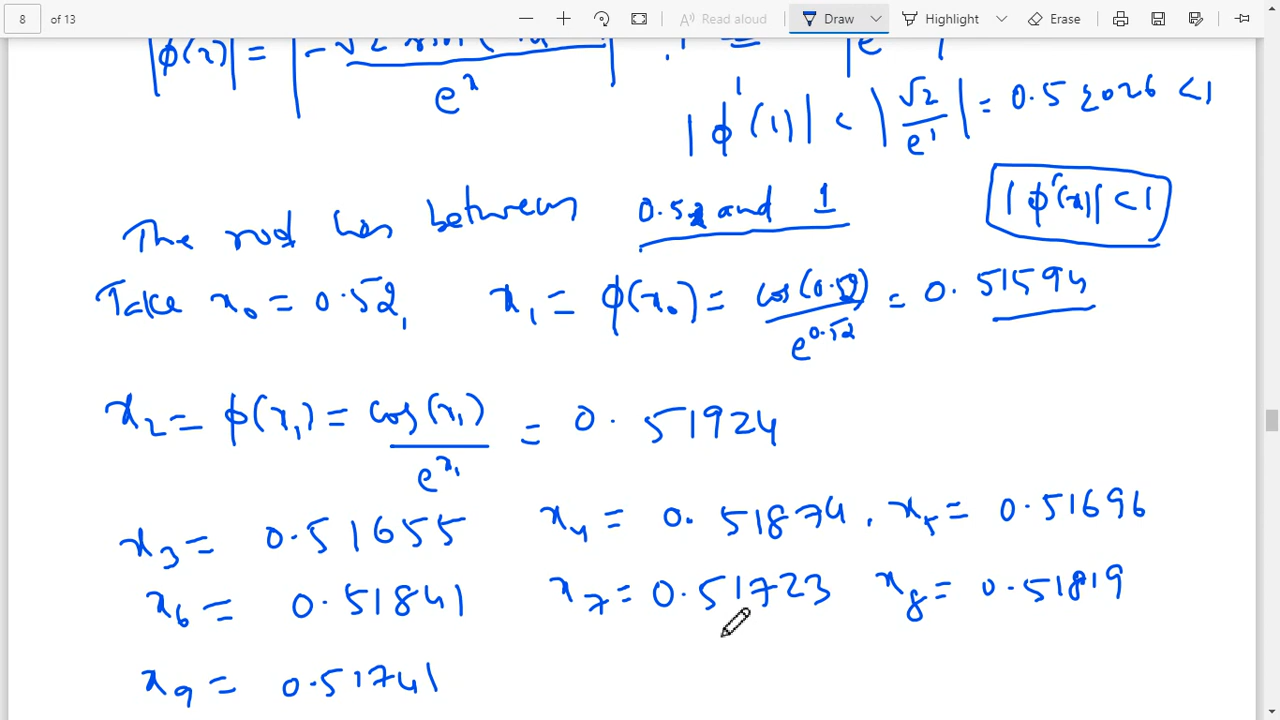 8 of 13 Read aloud Draw Highlight Erase
|ϕ(x)| = |-√2 / e^x|
|ϕ'(1)| < |√2 / e^1| = 0.52026 <1
The root has between 0.52 and 1 |ϕ'(x)| < 1
Take x₀ = 0.52, x₁ = ϕ(x₀) = cos(0.52) / e^0.52 = 0.51594
x₂ = ϕ(x₁) = cos(x₁) / e^x₁ = 0.51924
x₃ = 0.51655 x₄ = 0.51874, x₅ = 0.51696
x₆ = 0.51841 x₇ = 0.51723 x₈ = 0.51819
x₉ = 0.51741